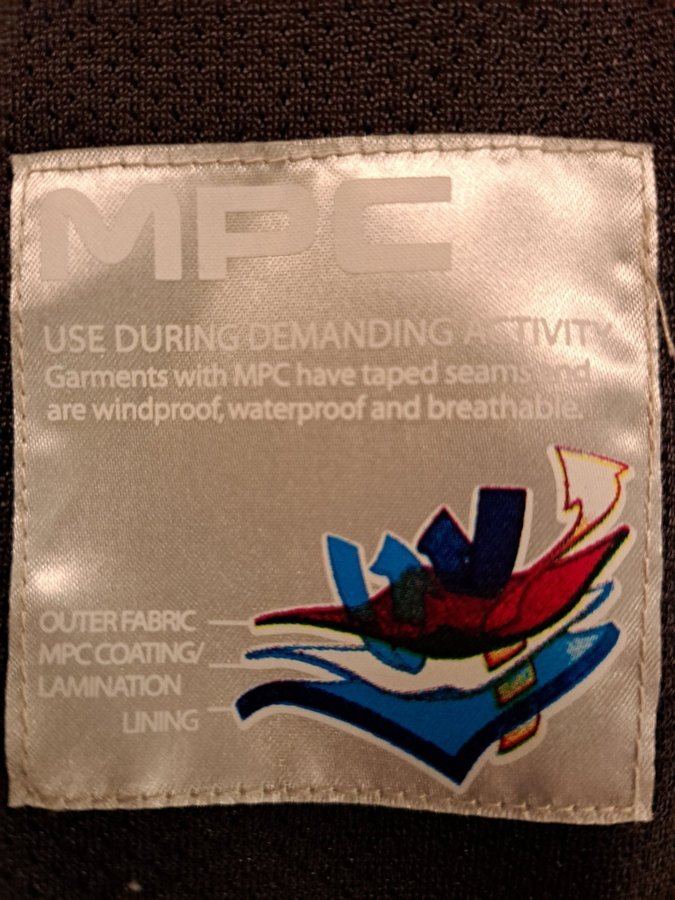 MPC
USE DURING DEMANDING ACTIVITY
Garments with MPC have taped seams and
are windproof, waterproof and breathable.
OUTER FABRIC
MPC COATING/
LAMINATION
LINING